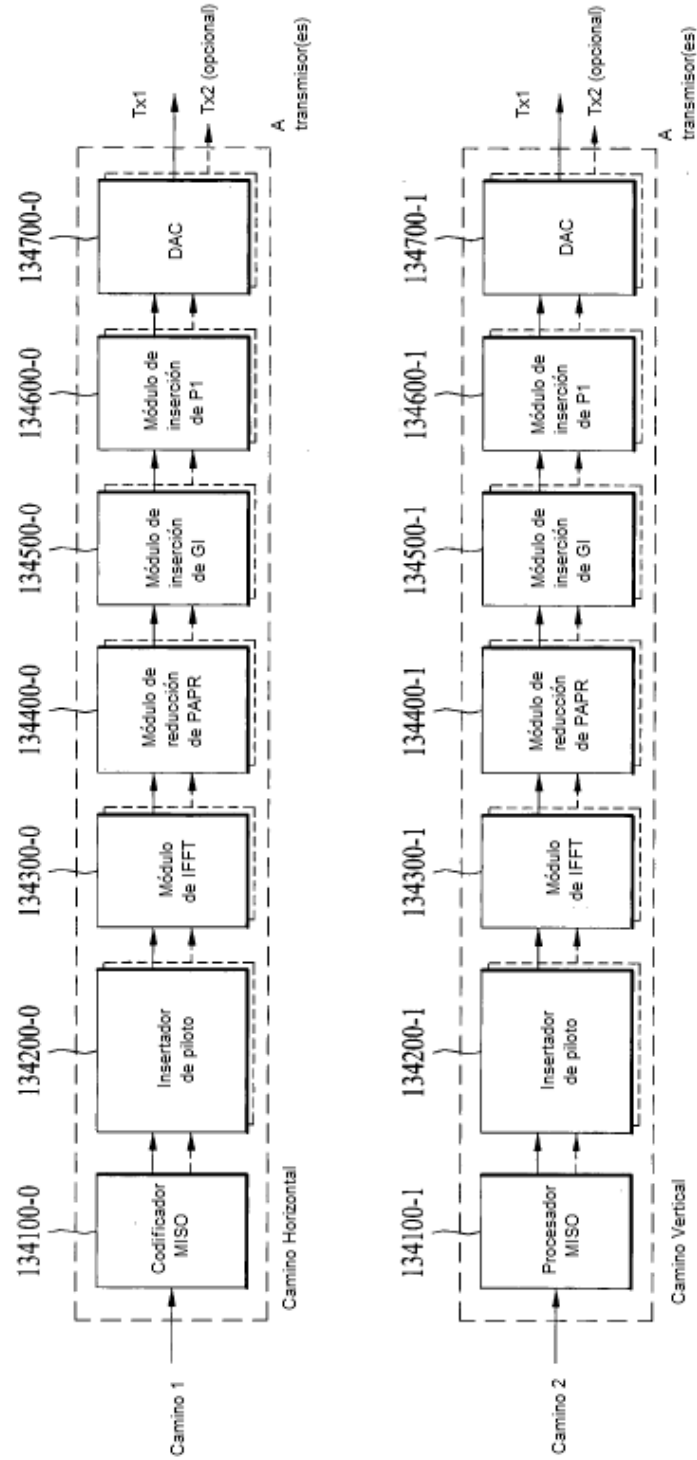 134100-0
134200-0
134300-0
134400-0
134500-0
134600-0
134700-0
Camino 1
Codificador
MISO
Insertador
de piloto
Módulo
de IFFT
Módulo de
reducción
de PAPR
Módulo de
inserción
de GI
Módulo de
inserción
de P1
DAC
Tx1
Tx2 (opcional)
A
transmisor(es)
Camino Horizontal
134100-1
134200-1
134300-1
134400-1
134500-1
134600-1
134700-1
Camino 2
Procesador
MISO
Insertador
de piloto
Módulo
de IFFT
Módulo de
reducción
de PAPR
Módulo de
inserción
de GI
Módulo de
inserción
de P1
DAC
Tx1
Tx2 (opcional)
A
transmisor(es)
Camino Vertical